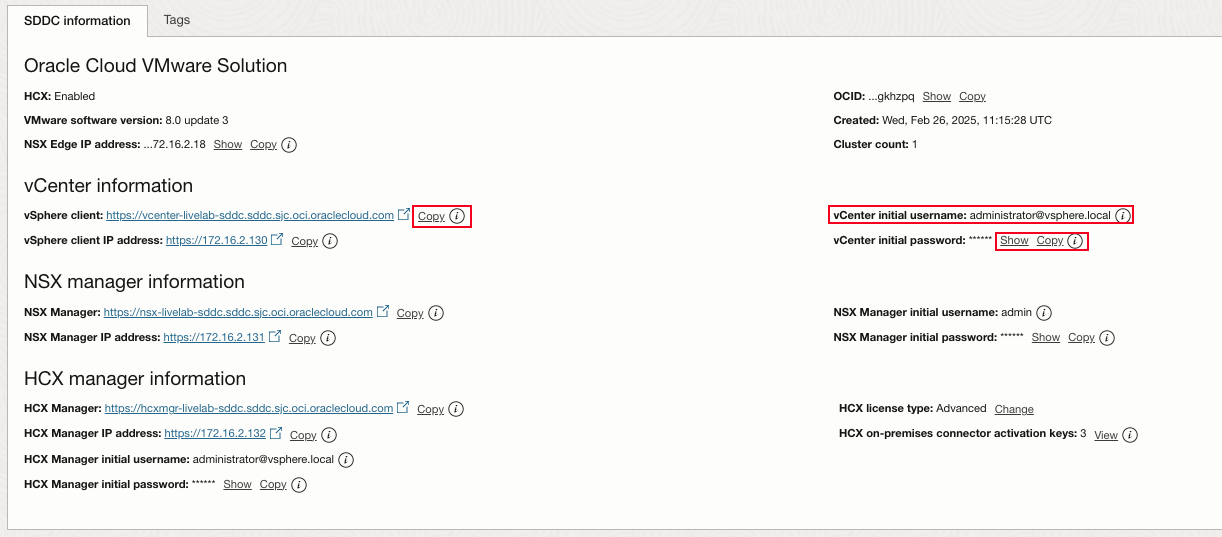 SDDC information Tags
Oracle Cloud VMware Solution
HCX: Enabled
OCID: ...gkhzpq Show Copy
VMware software version: 8.0 update 3
Created: Wed, Feb 26, 2025, 11:15:28 UTC
NSX Edge IP address: ...72.16.2.18 Show Copy i
Cluster count: 1
vCenter information
vSphere client: https://vcenter-livelab-sddc.sddc.sjc.oci.oraclecloud.com Copy i
vCenter initial username: administrator@vsphere.local i
vSphere client IP address: https://172.16.2.130 Copy i
vCenter initial password: ****** Show Copy i
NSX manager information
NSX Manager: https://nsx-livelab-sddc.sddc.sjc.oci.oraclecloud.com Copy i
NSX Manager initial username: admin i
NSX Manager IP address: https://172.16.2.131 Copy i
NSX Manager initial password: ****** Show Copy i
HCX manager information
HCX Manager: https://hcxmgr-livelab-sddc.sddc.sjc.oci.oraclecloud.com Copy i
HCX license type: Advanced Change
HCX Manager IP address: https://172.16.2.132 Copy i
HCX on-premises connector activation keys: 3 View i
HCX Manager initial username: administrator@vsphere.local i
HCX Manager initial password: ****** Show Copy i